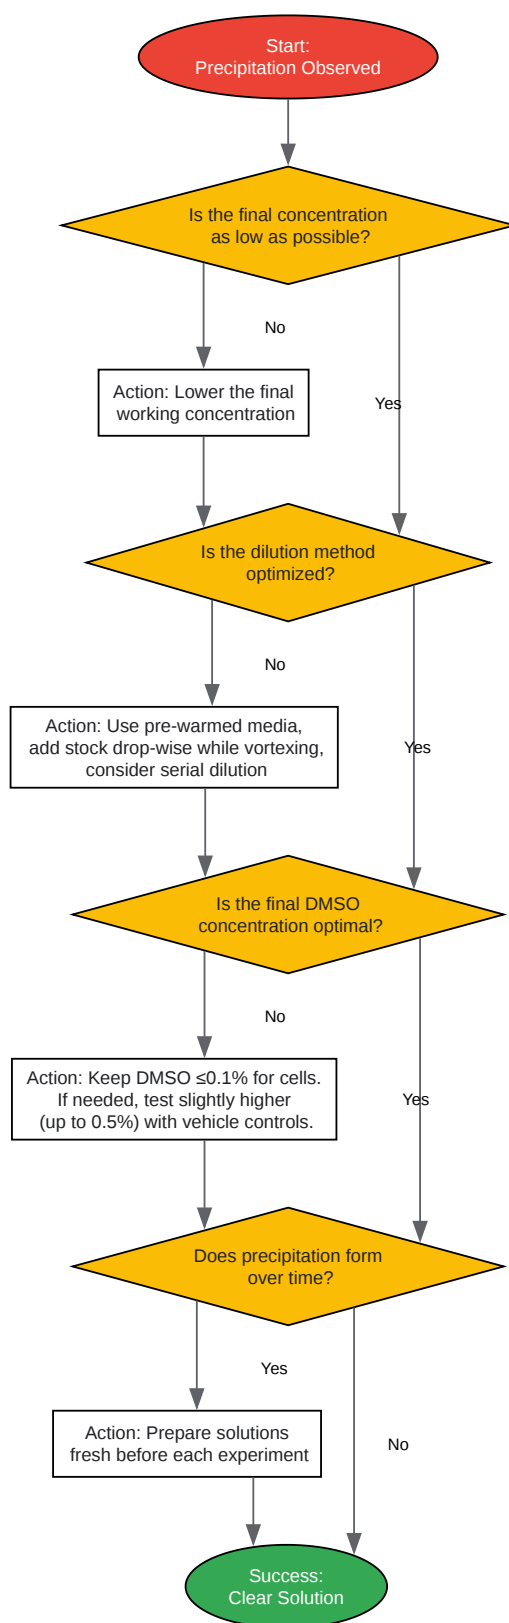 Start:
Precipitation Observed
Is the final concentration
as low as possible?
No
Action: Lower the final
working concentration
Yes
Is the dilution method
optimized?
No
Action: Use pre-warmed media,
add stock drop-wise while vortexing,
consider serial dilution
Yes
Is the final DMSO
concentration optimal?
No
Action: Keep DMSO ≤0.1% for cells.
If needed, test slightly higher
(up to 0.5%) with vehicle controls.
Yes
Does precipitation form
over time?
Yes
Action: Prepare solutions
fresh before each experiment
No
Success:
Clear Solution